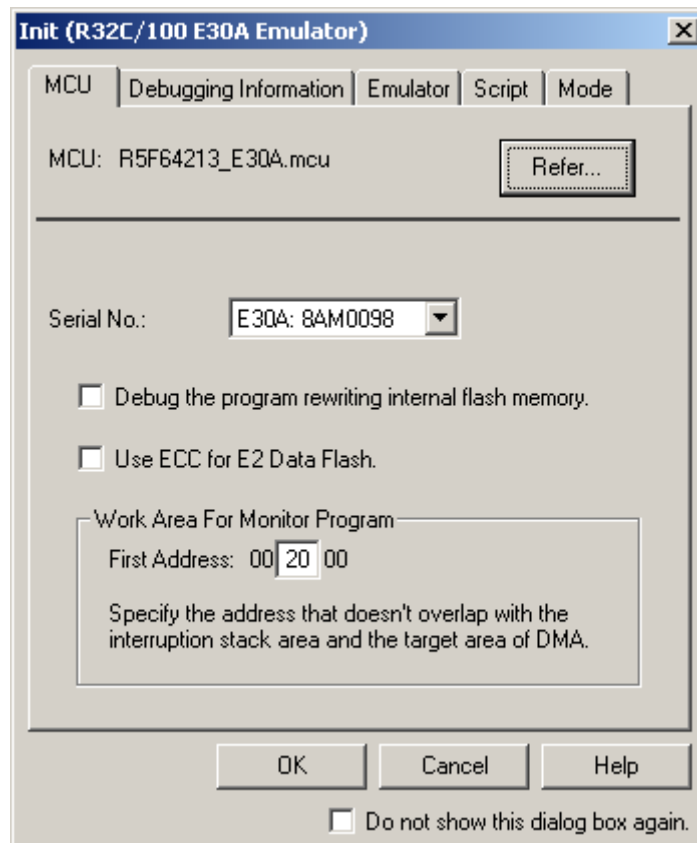 Init (R32C/100 E30A Emulator)
MCU Debugging Information Emulator Script Mode
MCU: R5F64213_E30A.mcu Refer...
Serial No.: E30A: 8AM0098
Debug the program rewriting internal flash memory.
Use ECC for E2 Data Flash.
Work Area For Monitor Program
First Address: 00 20 00
Specify the address that doesn't overlap with the
interruption stack area and the target area of DMA.
OK Cancel Help
Do not show this dialog box again.